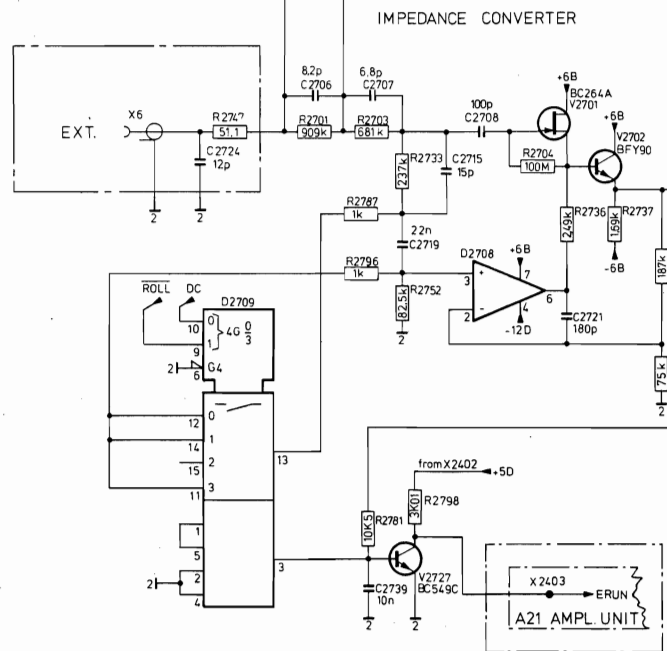 IMPEDANCE CONVERTER
EXT.
X6
C2724
12p
R2747
51,1
2
2
8,2p
C2706
6,8p
C2707
R2701
909k
R2703
681k
100p
C2708
+6B
BC264A
V2701
+6B
V2702
BFY90
R2704
100M
R2733
237k
C2715
15p
R2787
1k
22n
C2719
R2796
1k
R2752
82,5k
2
D2708
+6B
3
+
7
6
4
2
-
-12D
R2736
2,49k
R2737
1,69k
-6B
C2721
180p
187k
75k
2
ROLL
DC
D2709
10
0
1
4G 0/3
9
2
6
G4
0
12
1
14
2
15
3
11
13
1
5
2
2
4
3
from X2402
+5D
3K01
R2798
10K5
R2781
V2727
BC549C
C2739
10n
2
2
X2403
ERUN
A21 AMPL. UNIT